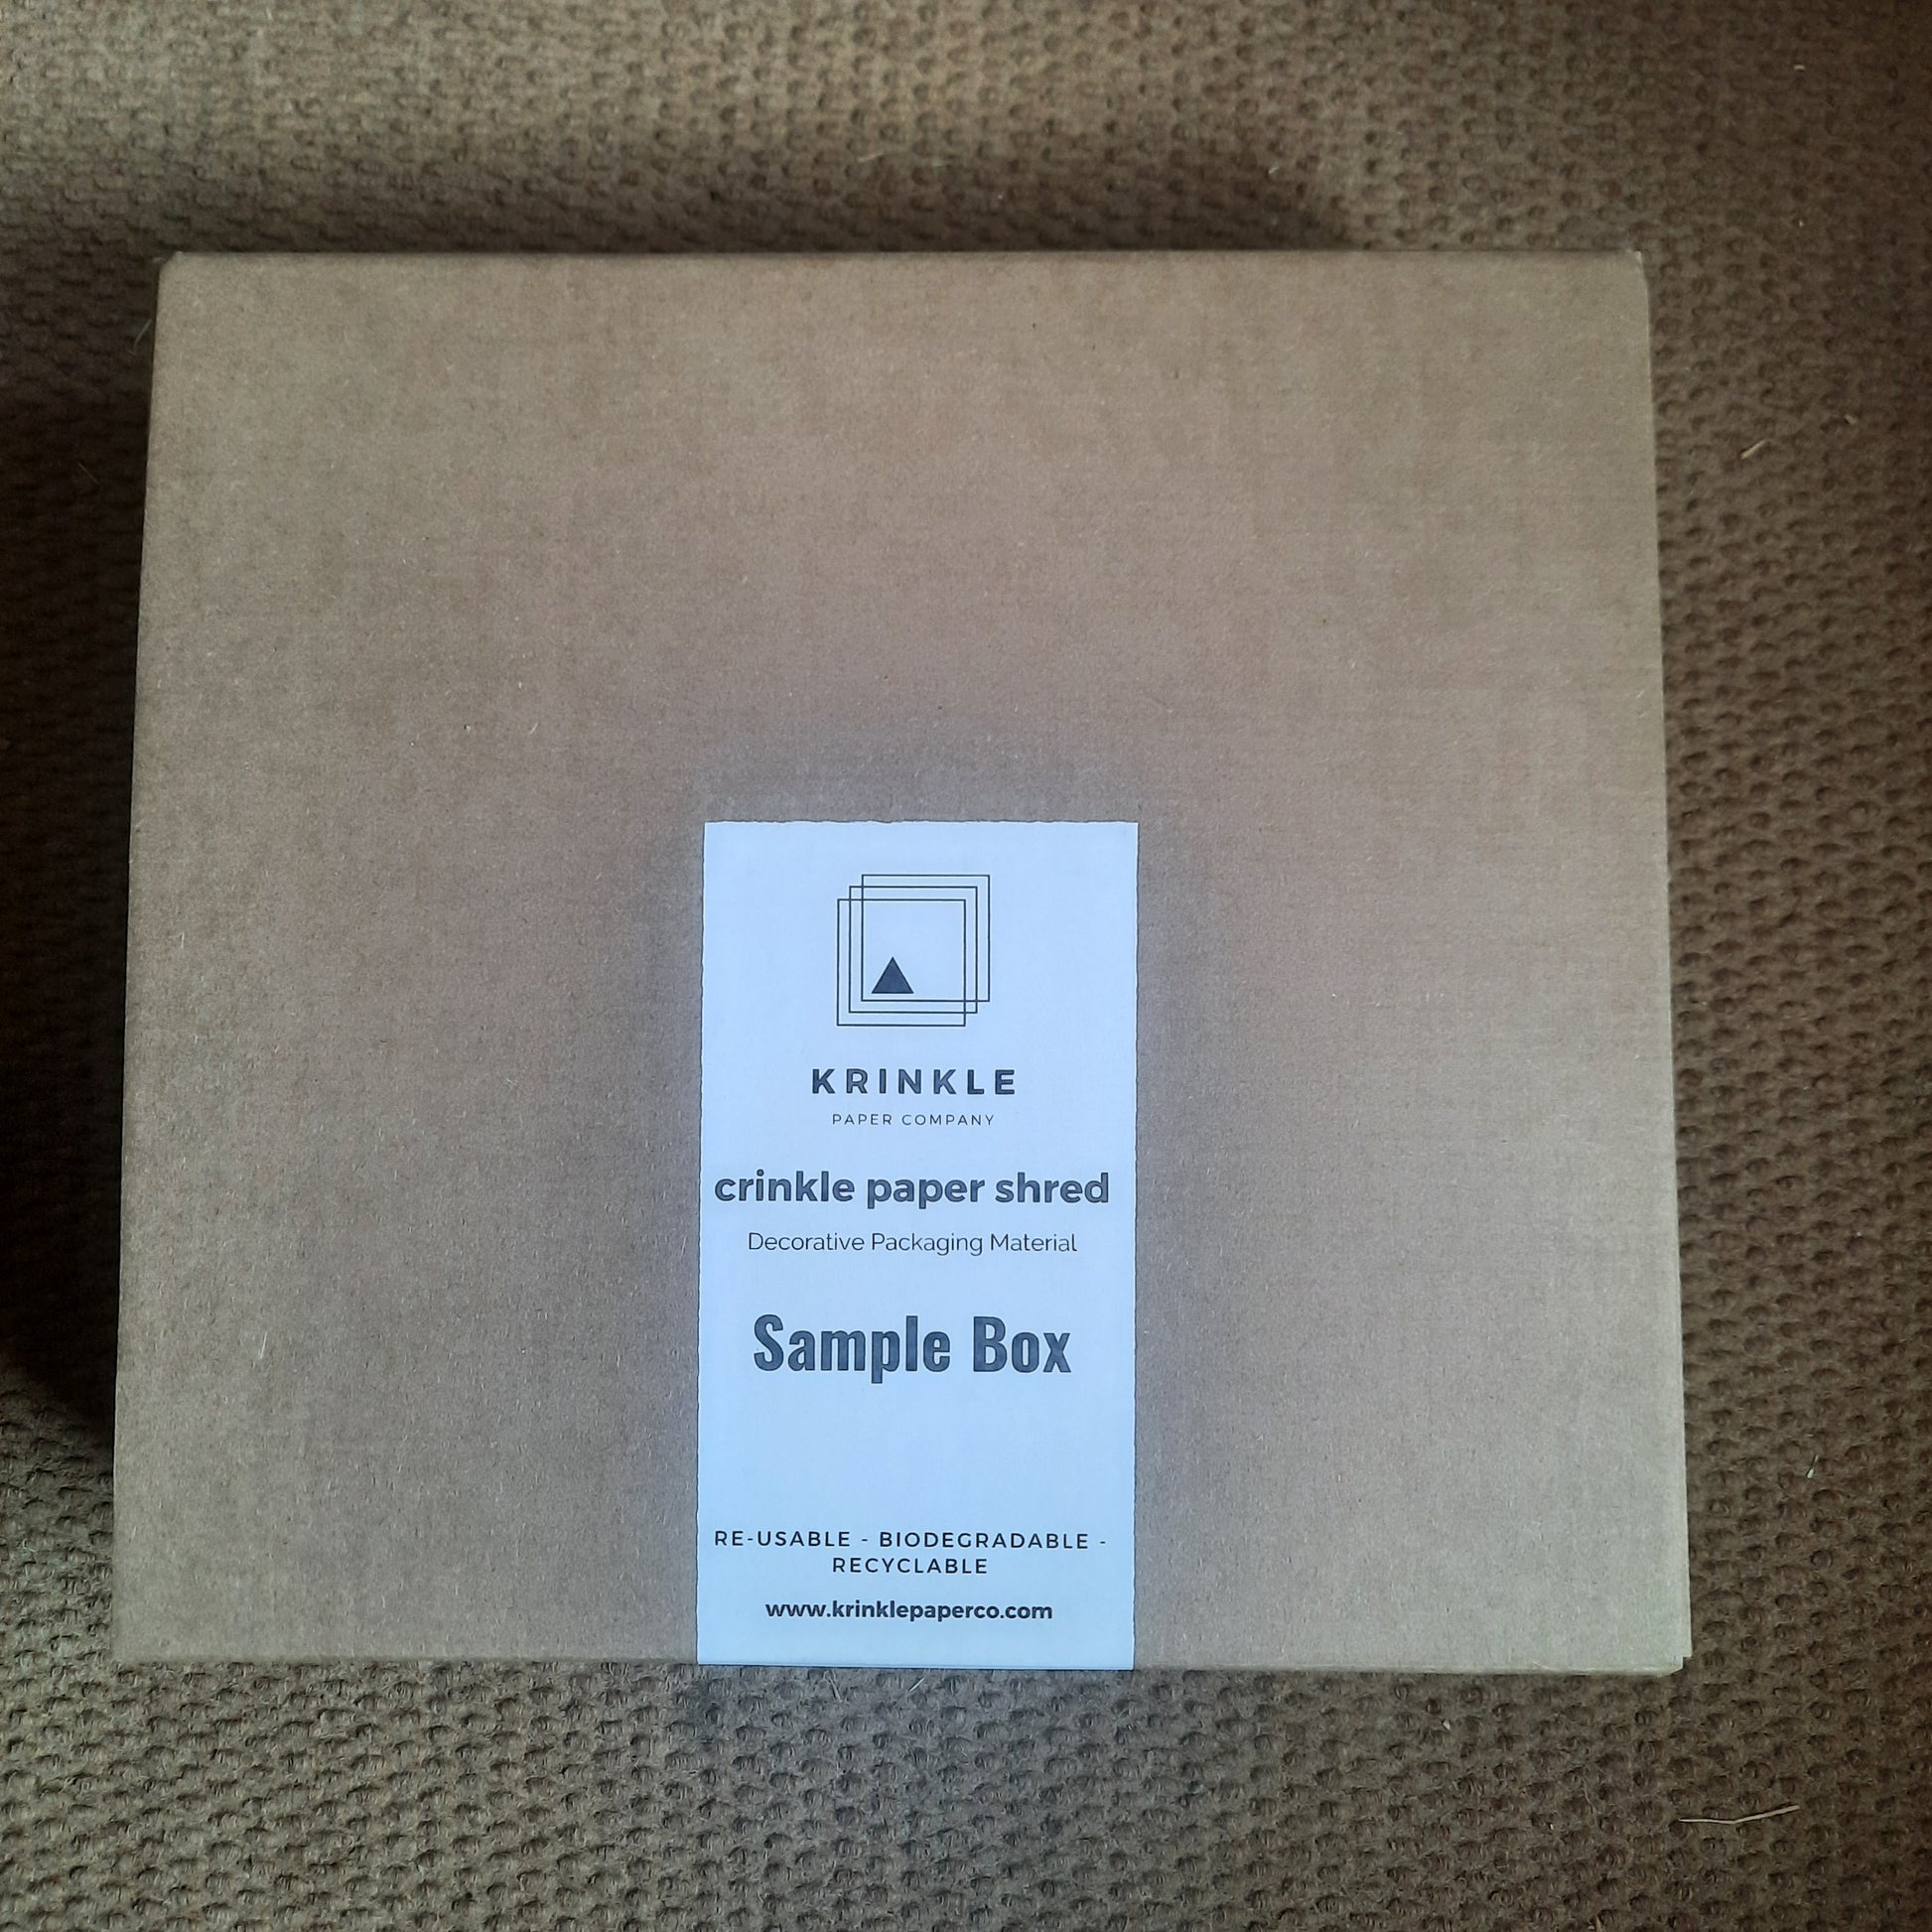 KRINKLE
PAPER COMPANY
crinkle paper shred
Decorative Packaging Material
Sample Box
RE-USABLE - BIODEGRADABLE -
RECYCLABLE
www.krinklepaperco.com